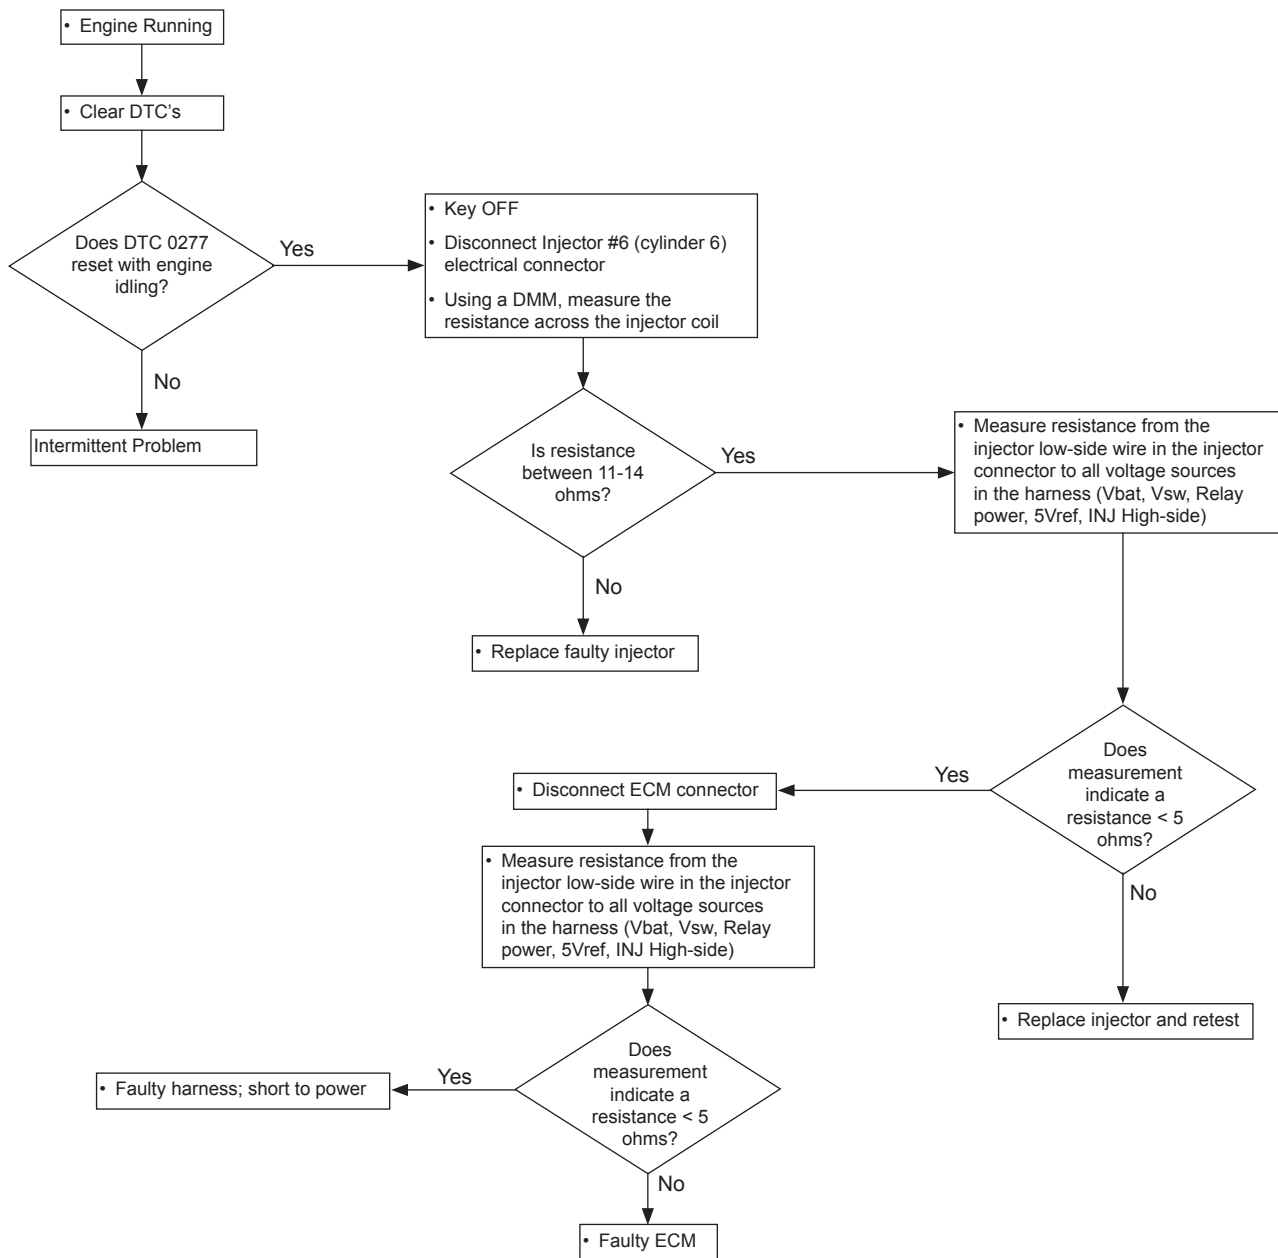 • Engine Running
• Clear DTC's
Does DTC 0277
reset with engine
idling?
Yes
No
Intermittent Problem
• Key OFF
• Disconnect Injector #6 (cylinder 6)
electrical connector
• Using a DMM, measure the
resistance across the injector coil
Is resistance
between 11-14
ohms?
Yes
No
• Replace faulty injector
• Measure resistance from the
injector low-side wire in the injector
connector to all voltage sources
in the harness (Vbat, Vsw, Relay
power, 5Vref, INJ High-side)
Does
measurement
indicate a
resistance < 5
ohms?
Yes
No
• Replace injector and retest
• Disconnect ECM connector
• Measure resistance from the
injector low-side wire in the injector
connector to all voltage sources
in the harness (Vbat, Vsw, Relay
power, 5Vref, INJ High-side)
Does
measurement
indicate a
resistance < 5
ohms?
Yes
• Faulty harness; short to power
No
• Faulty ECM